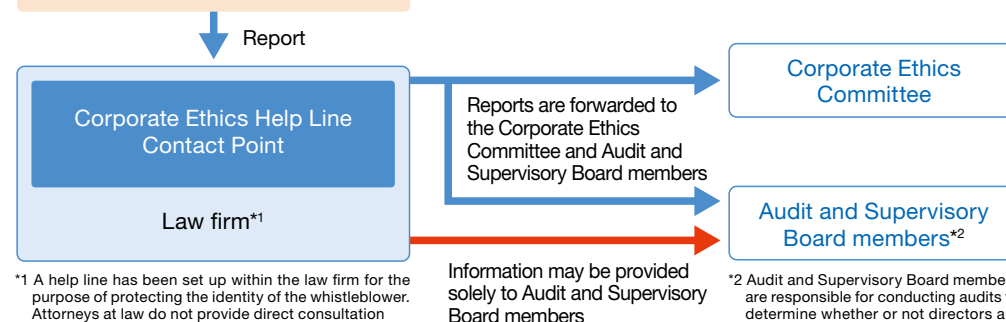 Report
Corporate Ethics Help Line
Contact Point
Law firm*1
Reports are forwarded to
the Corporate Ethics
Committee and Audit and
Supervisory Board members
Corporate Ethics
Committee
Audit and Supervisory
Board members*2
Information may be provided
solely to Audit and Supervisory
Board members
*1 A help line has been set up within the law firm for the
purpose of protecting the identity of the whistleblower.
Attorneys at law do not provide direct consultation
*2 Audit and Supervisory Board
are responsible for conducting audits
determine whether or not directors